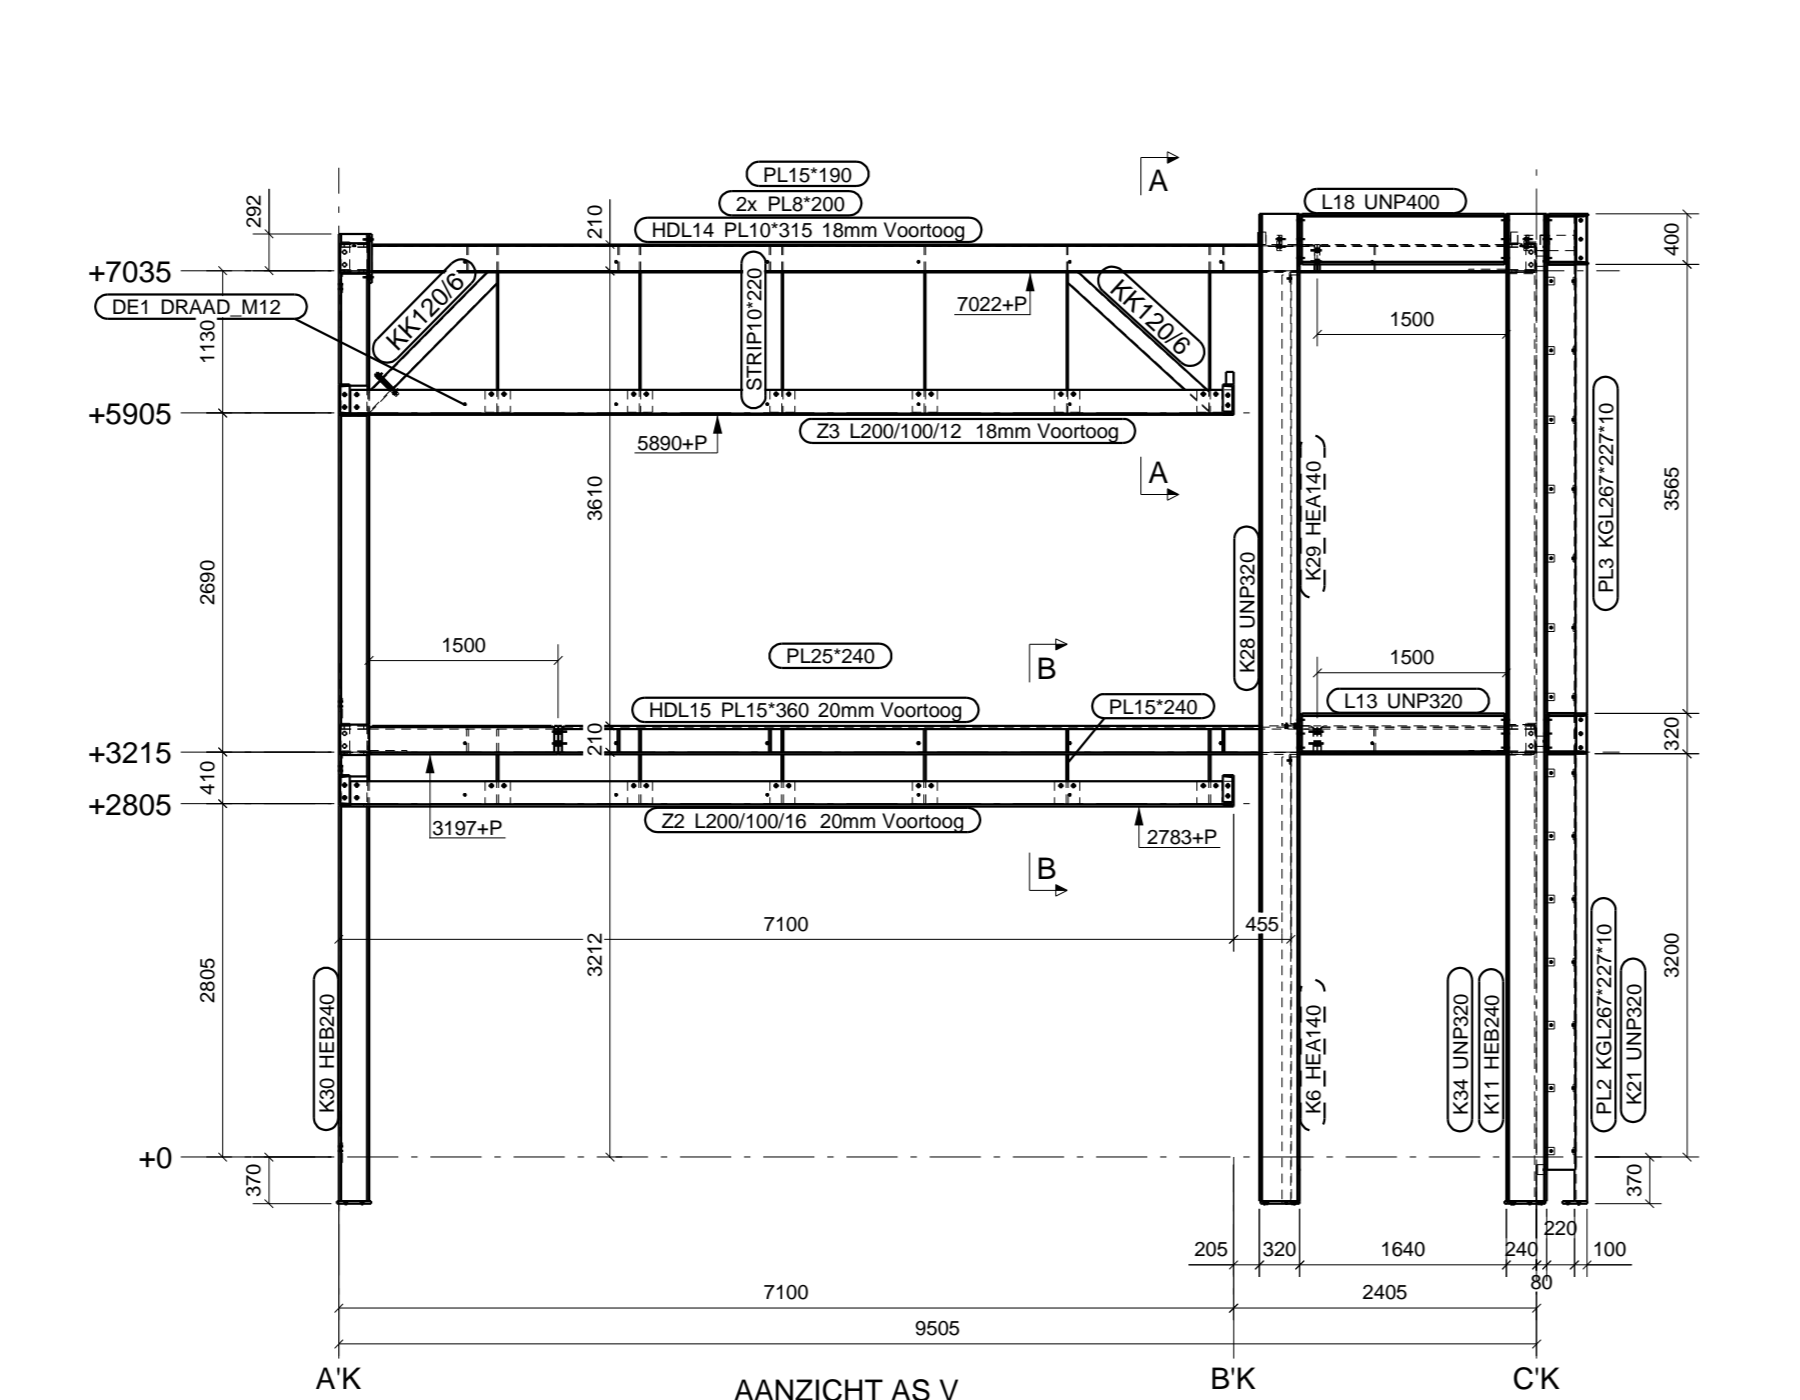 PL15*190
A
2x PL8*200
L18 UNP400
292
210
HDL14 PL10*315 18mm Voortoog
400
+7035
DE1 DRAAD_M12
KK120/6
STRIP10*220
7022+P
KK120/6
1500
1130
+5905
5890+P
Z3 L200/100/12 18mm Voortoog
A
3610
K29 HEA140
PL3 KGL267*227*10
3565
2690
K28 UNP320
1500
PL25*240
B
1500
HDL15 PL15*360 20mm Voortoog
PL15*240
L13 UNP320
+3215
210
320
410
+2805
3197+P
Z2 L200/100/16 20mm Voortoog
2783+P
B
7100
455
2805
3212
3200
K30 HEB240
K6 HEA140
K34 UNP320
K11 HEB240
PL2 KGL267*227*10
K21 UNP320
+0
370
370
220
205
320
1640
240
100
80
7100
2405
9505
A'K
B'K
C'K
AANZICHT AS V